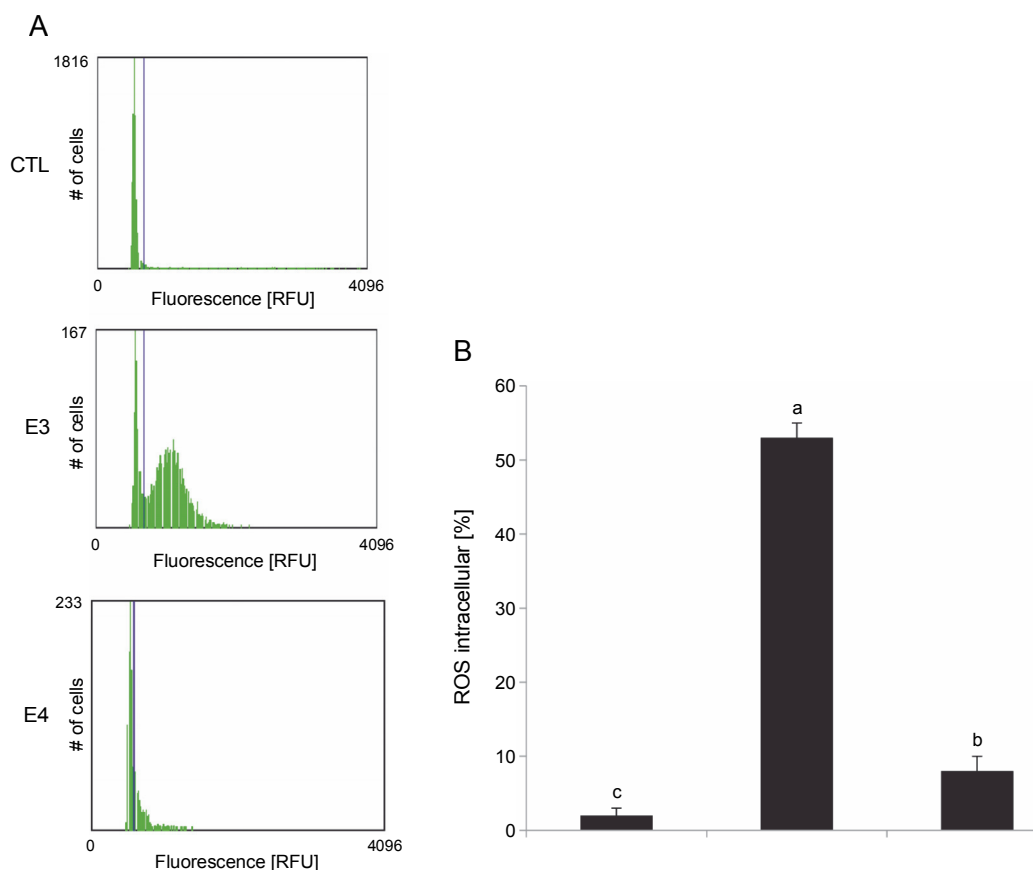 A
1816
CTL
# of cells
0
4096
Fluorescence [RFU]
167
E3
# of cells
0
4096
Fluorescence [RFU]
233
E4
# of cells
0
4096
Fluorescence [RFU]
B
60
50
40
30
20
10
0
ROS intracellular [%]
c
a
b